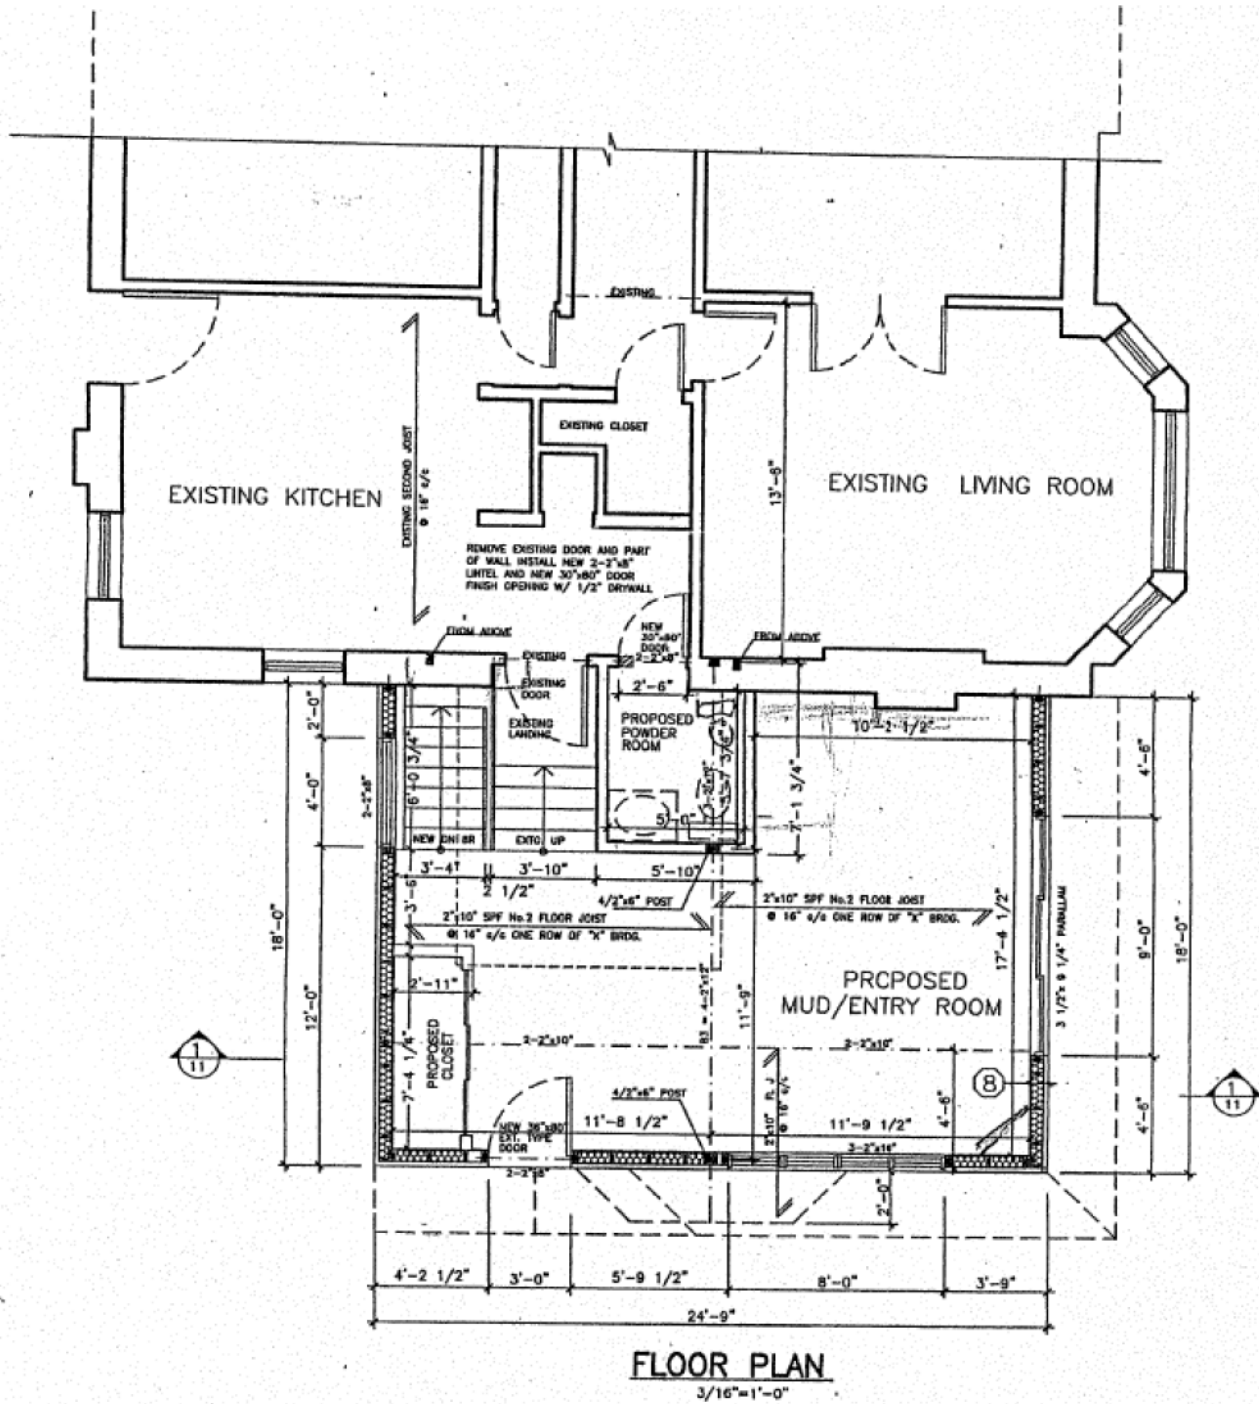 EXISTING
EXISTING CLOSET
EXISTING SECOND JOIST
@ 16" c/c
EXISTING KITCHEN
13'-6"
EXISTING LIVING ROOM
REMOVE EXISTING DOOR AND PART
OF WALL INSTALL NEW 2-2"x8"
LINTEL AND NEW 30"x80" DOOR
FINISH OPENING W/ 1/2" DRYWALL
FROM ABOVE
EXISTING
NEW
30"x80"
DOOR
2-2"x8"
FROM ABOVE
EXISTING
DOOR
EXISTING
LANDING
2'-6"
PROPOSED
POWDER
ROOM
10'-2 1/2"
2'-0"
4'-0"
2-2"x8"
6'-0 3/4"
7'-1 3/4"
4'-6"
NEW DN 8R
EXTG. UP
3'-4"
2 1/2"
3'-10"
5'-10"
3'-6"
4/2"x6" POST
2"x10" SPF No.2 FLOOR JOIST
@ 16" c/c ONE ROW OF "X" BRDG.
2"x10" SPF No.2 FLOOR JOIST
@ 16" c/c ONE ROW OF "X" BRDG.
17'-4 1/2"
3 1/2"x 9 1/4" PARALLAM
9'-0"
18'-0"
18'-0"
12'-0"
2'-11"
B3 = 4-2"x12"
11'-9"
PROPOSED
MUD/ENTRY ROOM
PROPOSED
CLOSET
7'-4 1/4"
2-2"x10"
2-2"x10"
1
11
8
1
11
4/2"x6" POST
2"x10" FL. J
@ 16" c/c
NEW 36"x80"
EXT. TYPE
DOOR
11'-8 1/2"
11'-9 1/2"
4'-6"
4'-6"
3-2"x16"
2-2"x8"
2'-0"
4'-2 1/2"
3'-0"
5'-9 1/2"
8'-0"
3'-9"
24'-9"
FLOOR PLAN
3/16"=1'-0"